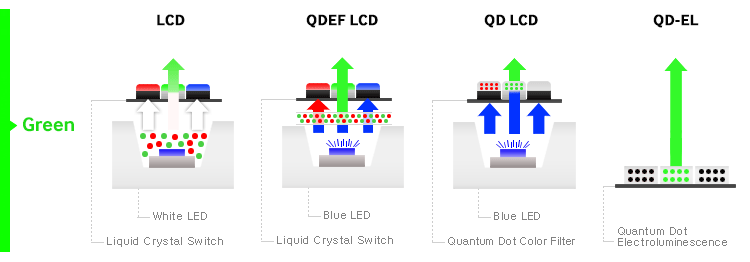 LCD
QDEF LCD
QD LCD
QD-EL
Green
White LED
Liquid Crystal Switch
Blue LED
Liquid Crystal Switch
Blue LED
Quantum Dot Color Filter
Quantum Dot
Electroluminescence